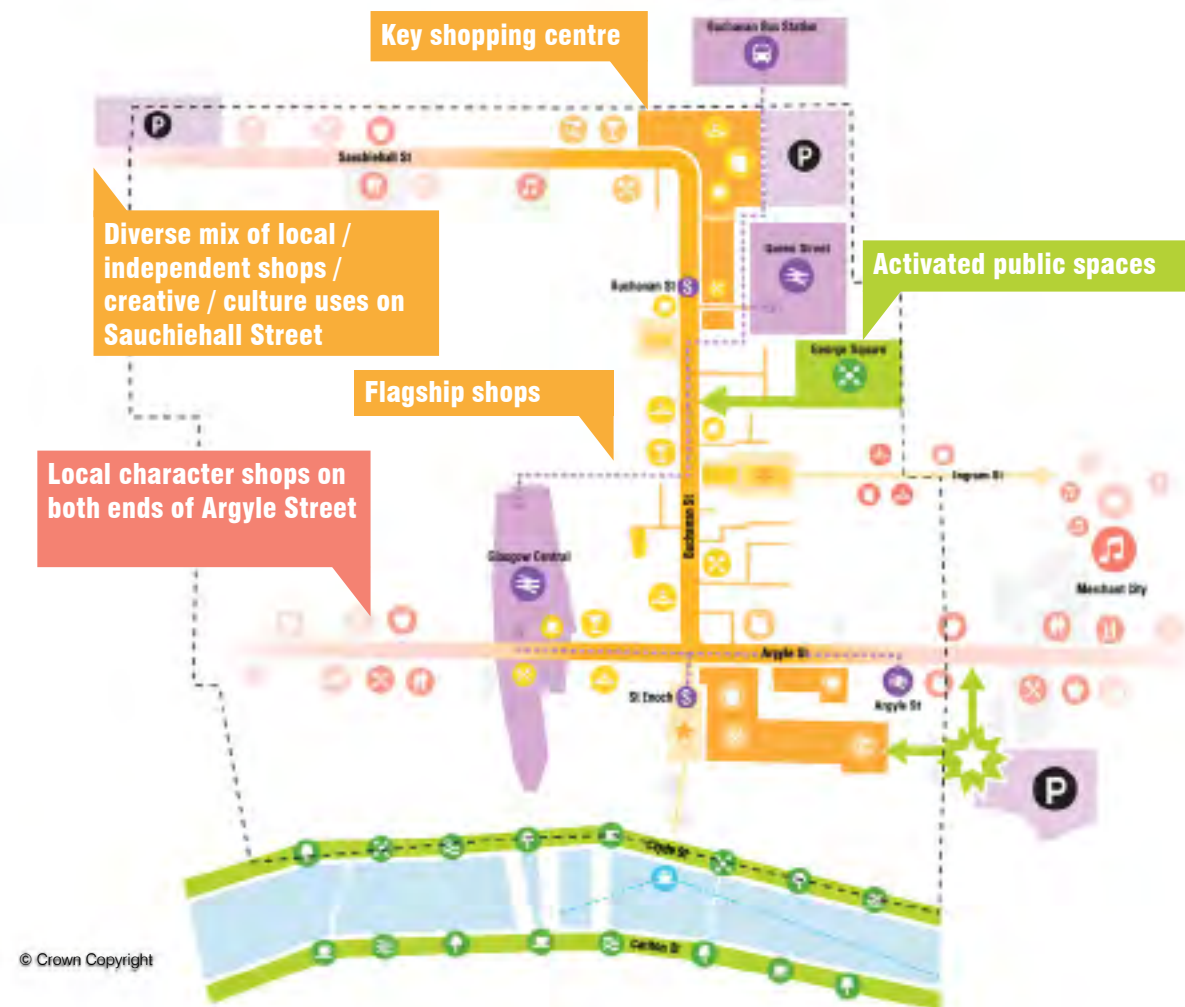 Key shopping centre
Buchanan Bus Station
P
Sauchiehall St
P
Diverse mix of local /
independent shops /
creative / culture uses on
Sauchiehall Street
Queen Street
Activated public spaces
Buchanan St
S
George Square
Flagship shops
Local character shops on
both ends of Argyle Street
Ingram St
Buchanan St
Glasgow Central
Merchant City
Argyle St
St Enoch
S
Argyle St
P
Clyde St
Carlton St
© Crown Copyright